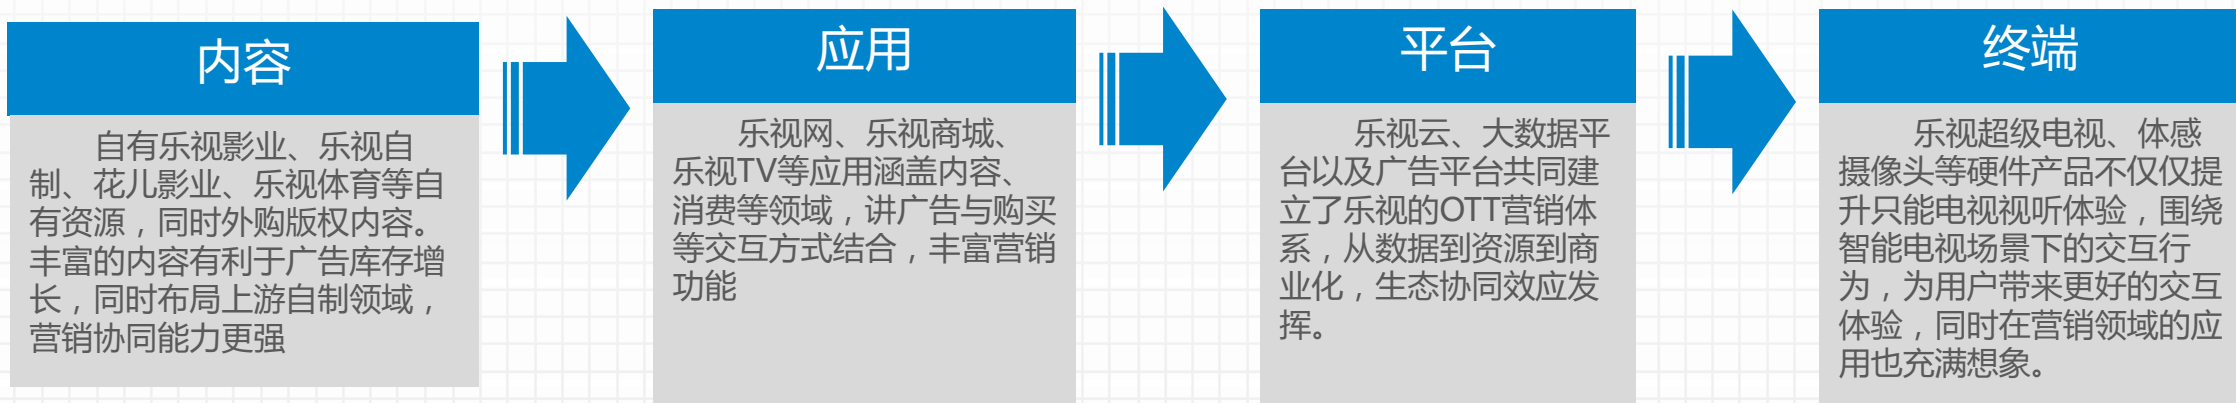 内容
自有乐视影业、乐视自
制、花儿影业、乐视体育等自
有资源，同时外购版权内容。
丰富的内容有利于广告库存增
长，同时布局上游自制领域，
营销协同能力更强
应用
乐视网、乐视商城、
乐视TV等应用涵盖内容、
消费等领域，讲广告与购买
等交互方式结合，丰富营销
功能
平台
乐视云、大数据平
台以及广告平台共同建
立了乐视的OTT营销体
系，从数据到资源到商
业化，生态协同效应发
挥。
终端
乐视超级电视、体感
摄像头等硬件产品不仅仅提
升只能电视视听体验，围绕
智能电视场景下的交互行
为，为用户带来更好的交互
体验，同时在营销领域的应
用也充满想象。